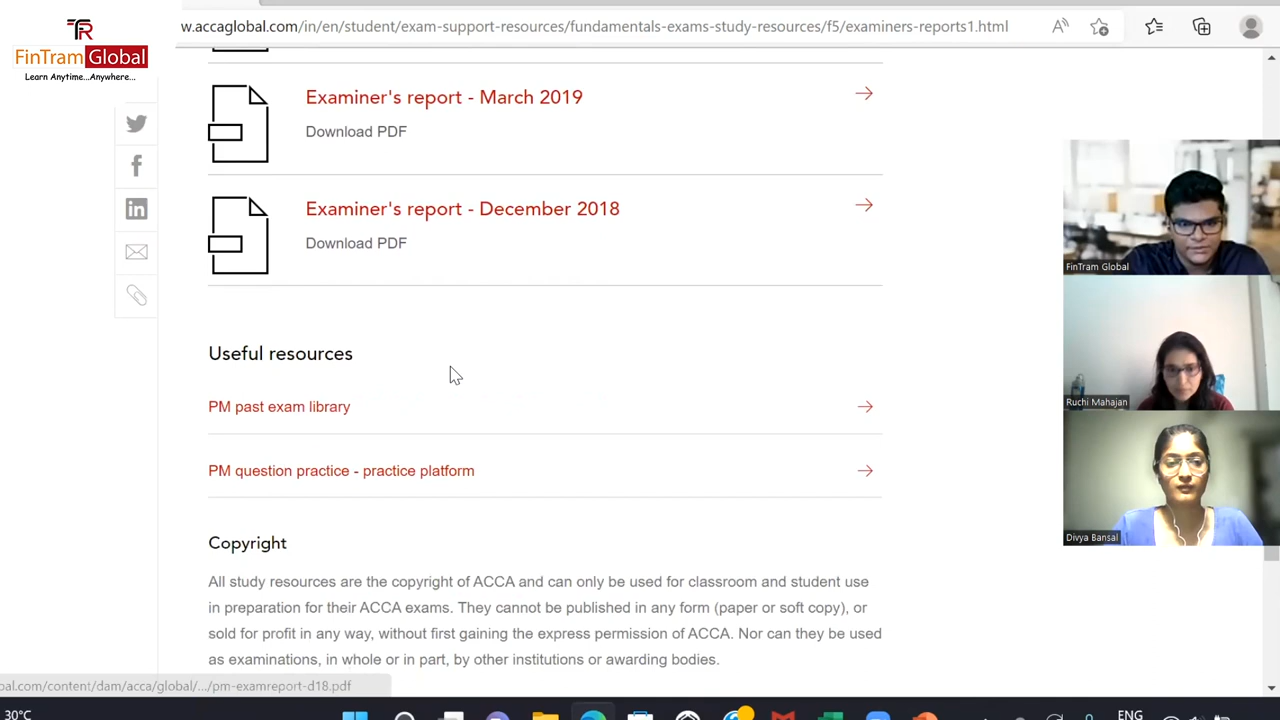 TR
FinTram Global
Learn Anytime...Anywhere...
w.accaglobal.com/in/en/student/exam-support-resources/fundamentals-exams-study-resources/f5/examiners-reports1.html
Examiner's report - March 2019
Download PDF
Examiner's report - December 2018
Download PDF
Useful resources
PM past exam library
PM question practice - practice platform
Copyright
All study resources are the copyright of ACCA and can only be used for classroom and student use
in preparation for their ACCA exams. They cannot be published in any form (paper or soft copy), or
sold for profit in any way, without first gaining the express permission of ACCA. Nor can they be used
as examinations, in whole or in part, by other institutions or awarding bodies.
FinTram Global
Ruchi Mahajan
Divya Bansal
bal.com/content/dam/acca/global/.../pm-examreport-d18.pdf
30°C
ENG